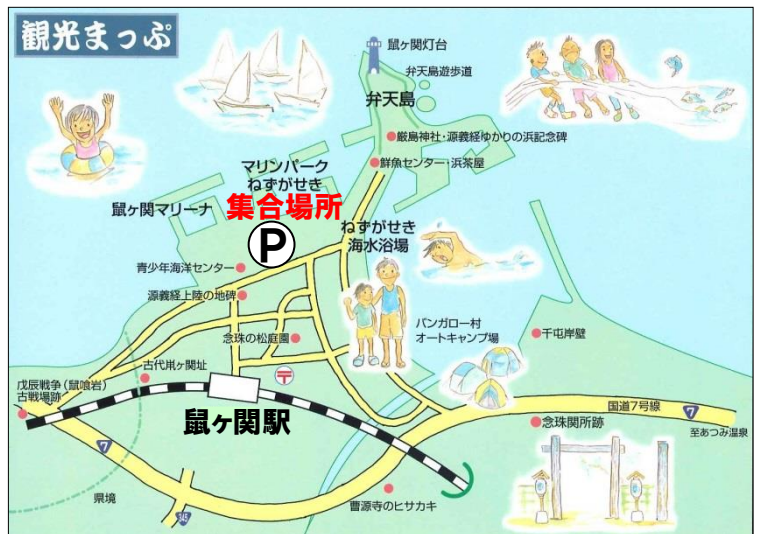 観光まっぷ
鼠ヶ関灯台
弁天島遊歩道
弁天島
厳島神社・源義経ゆかりの浜記念碑
鮮魚センター・浜茶屋
マリンパーク
ねずがせき
鼠ヶ関マリーナ
集合場所
P
ねずがせき
海水浴場
青少年海洋センター
源義経上陸の地碑
念珠の松庭園
バンガロー村
オートキャンプ場
千屯岸壁
古代鼡ヶ関址
戊辰戦争(鼠喰岩)
古戦場跡
〒
鼠ヶ関駅
国道7号線
7
念珠関所跡
至あつみ温泉
7
県境
345
曹源寺のヒサカキ